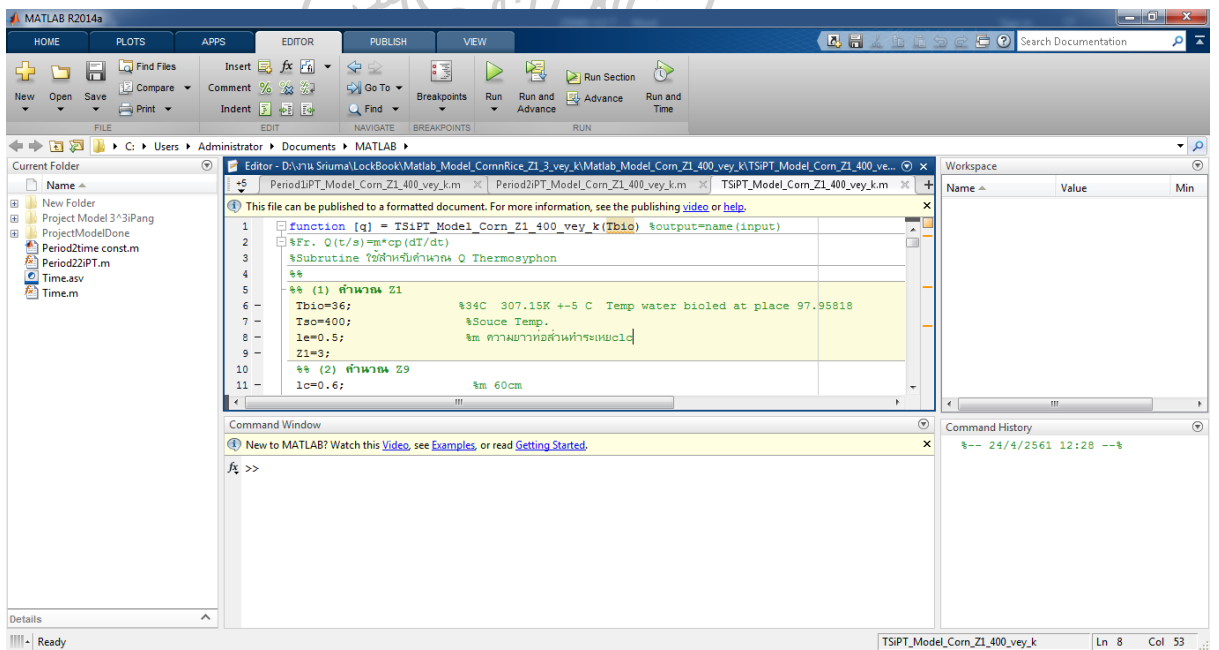 MATLAB R2014a
HOME PLOTS APPS EDITOR PUBLISH VIEW
Search Documentation
New Open Save
Find Files
Compare
Print
FILE
Insert fx
Comment %
Indent
EDIT
Go To
Find
NAVIGATE
Breakpoints
BREAKPOINTS
Run
Run and Advance
Run Section
Advance
Run and Time
RUN
C: Users Administrator Documents MATLAB
Current Folder
Name
New Folder
Project Model 3^3iPang
ProjectModelDone
Period2time const.m
Period22iPT.m
Time.asv
Time.m
Details
Editor - D:\งาน Sriuma\LockBook\Matlab_Model_CornnRice_Z1_3_vey_k\Matlab_Model_Corn_Z1_400_vey_k\TSiPT_Model_Corn_Z1_400_ve...
+5 Period1iPT_Model_Corn_Z1_400_vey_k.m Period2iPT_Model_Corn_Z1_400_vey_k.m TSiPT_Model_Corn_Z1_400_vey_k.m
This file can be published to a formatted document. For more information, see the publishing video or help.
1 function [q] = TSiPT_Model_Corn_Z1_400_vey_k(Tbio) %output=name(input)
2 %Fr. Q(t/s)=m*cp(dT/dt)
3 %Subrutine ใช้สำหรับคำนวณ Q Thermosyphon
4 %%
5 %% (1) คำนวณ Z1
6 - Tbio=36; %34C 307.15K +-5 C Temp water bioled at place 97.95818
7 - Tso=400; %Souce Temp.
8 - le=0.5; %m ความยาวท่อส่วนทำระเหยclc
9 - Z1=3;
10 %% (2) คำนวณ Z9
11 - lc=0.6; %m 60cm
Command Window
New to MATLAB? Watch this Video, see Examples, or read Getting Started.
fx >>
Workspace
Name Value Min
Command History
%-- 24/4/2561 12:28 --%
Ready
TSiPT_Model_Corn_Z1_400_vey_k Ln 8 Col 53